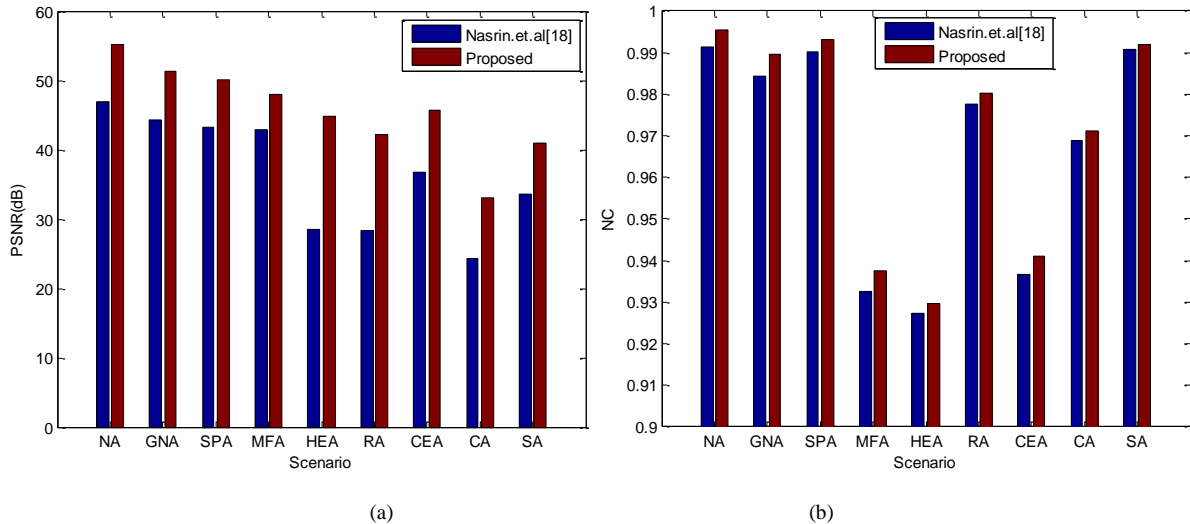 60
50
40
30
20
10
0
PSNR(dB)
Nasrin.et.al[18]
Proposed
NA GNA SPA MFA HEA RA CEA CA SA
Scenario
(a)
1
0.99
0.98
0.97
0.96
0.95
0.94
0.93
0.92
0.91
0.9
NC
Nasrin.et.al[18]
Proposed
NA GNA SPA MFA HEA RA CEA CA SA
Scenario
(b)